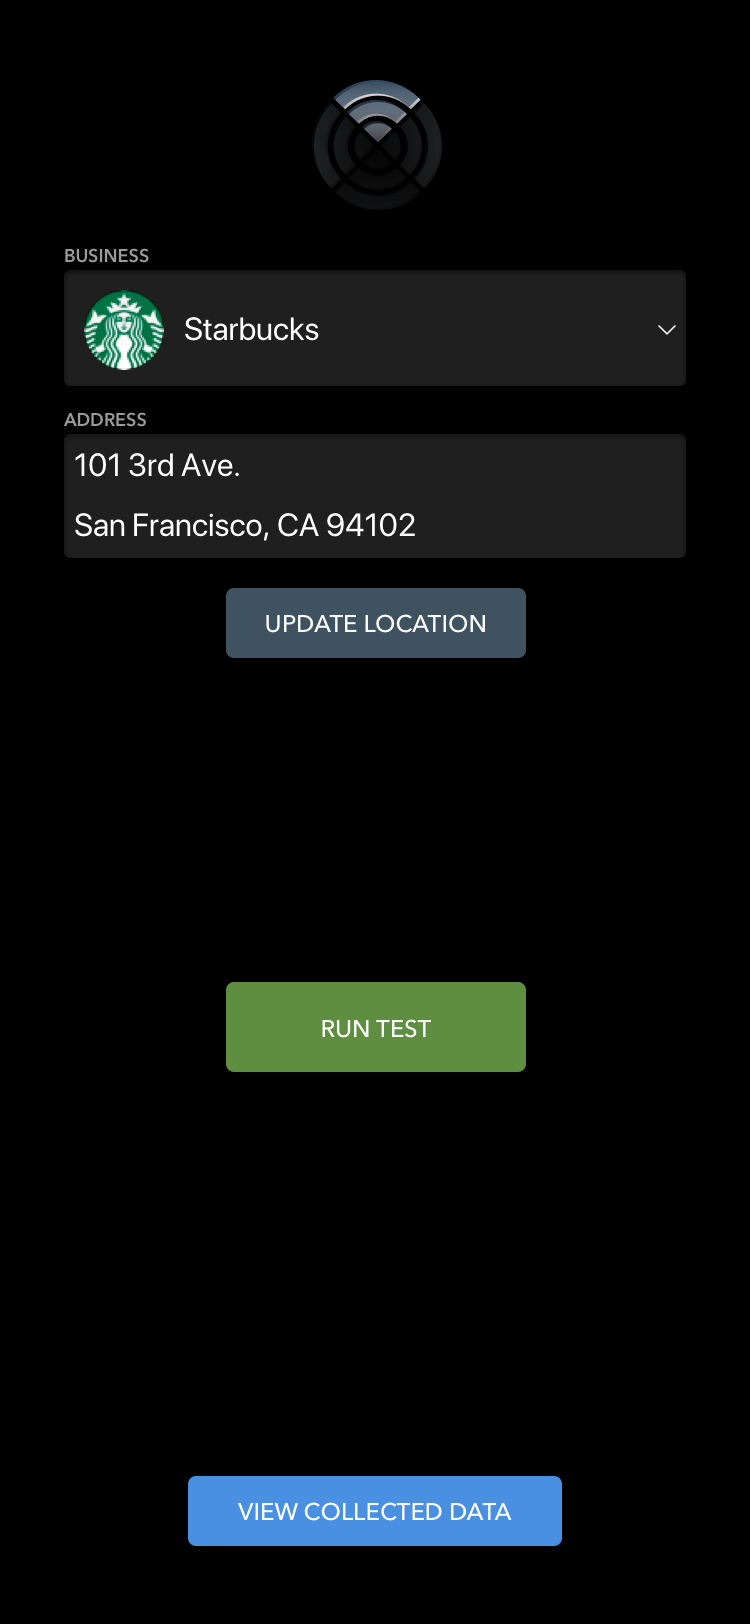 BUSINESS
Starbucks
ADDRESS
101 3rd Ave.
San Francisco, CA 94102
UPDATE LOCATION
RUN TEST
VIEW COLLECTED DATA